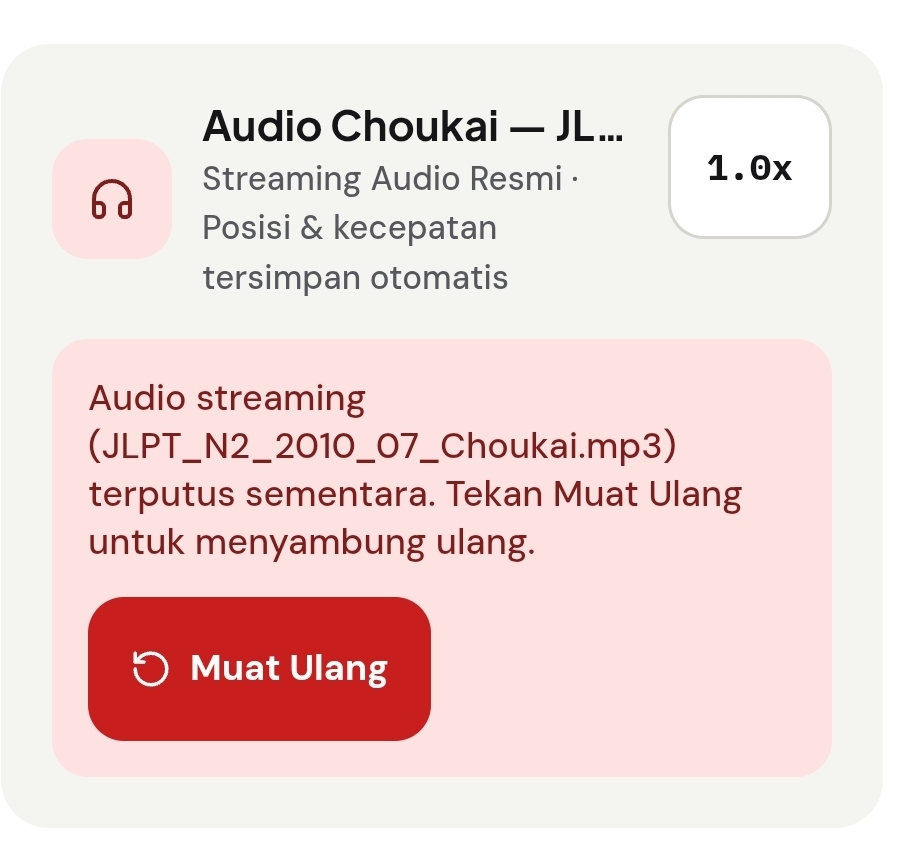 Audio Choukai — JL...
Streaming Audio Resmi ·
Posisi & kecepatan
tersimpan otomatis
1.0x
Audio streaming
(JLPT_N2_2010_07_Choukai.mp3)
terputus sementara. Tekan Muat Ulang
untuk menyambung ulang.
Muat Ulang